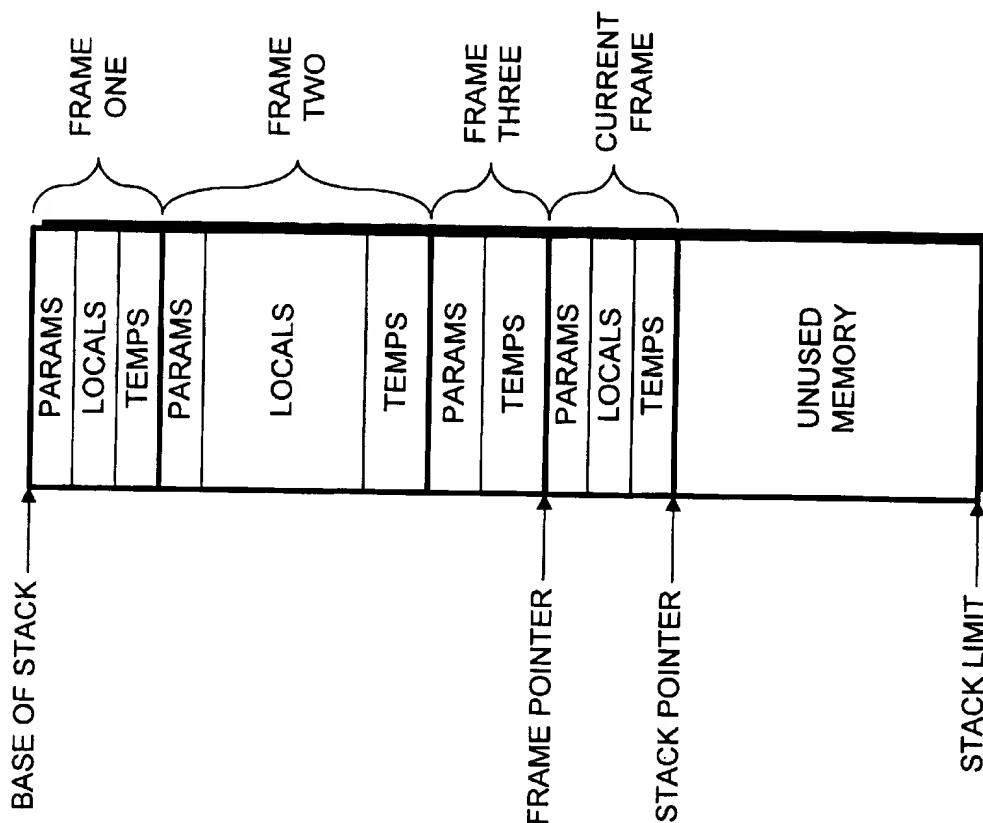 BASE OF STACK
FRAME POINTER
STACK POINTER
STACK LIMIT
PARAMS
LOCALS
TEMPS
PARAMS
LOCALS
TEMPS
PARAMS
TEMPS
PARAMS
LOCALS
TEMPS
UNUSED
MEMORY
FRAME
ONE
FRAME
TWO
FRAME
THREE
CURRENT
FRAME